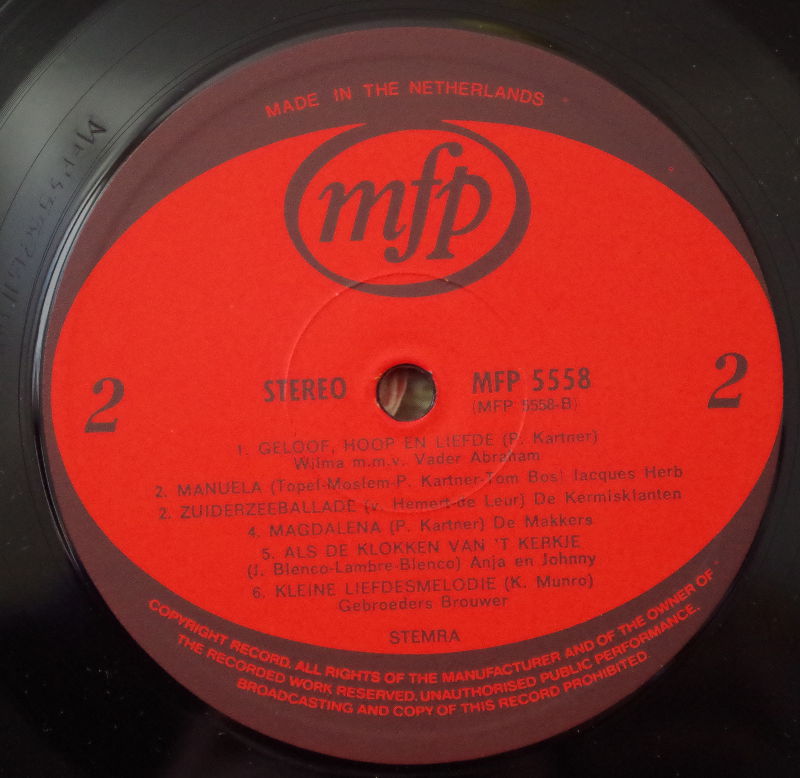 MADE IN THE NETHERLANDS
mfp
2
STEREO
MFP 5558
2
(MFP 5558-B)
1. GELOOF, HOOP EN LIEFDE (P. Kartner)
Wilma m.m.v. Vader Abraham
2. MANUELA (Topel-Moslem-P. Kartner-Tom Bos) Jacques Herb
2. ZUIDERZEEBALLADE (v. Hemert-de Leur) De Kermisklanten
4. MAGDALENA (P. Kartner) De Makkers
5. ALS DE KLOKKEN VAN 'T KERKJE
(J. Blenco-Lambre-Blenco) Anja en Johnny
6. KLEINE LIEFDESMELODIE (K. Munro)
Gebroeders Brouwer
STEMRA
COPYRIGHT RECORD. ALL RIGHTS OF THE MANUFACTURER AND OF THE OWNER OF
THE RECORDED WORK RESERVED. UNAUTHORISED PUBLIC PERFORMANCE.
BROADCASTING AND COPY OF THIS RECORD PROHIBITED.